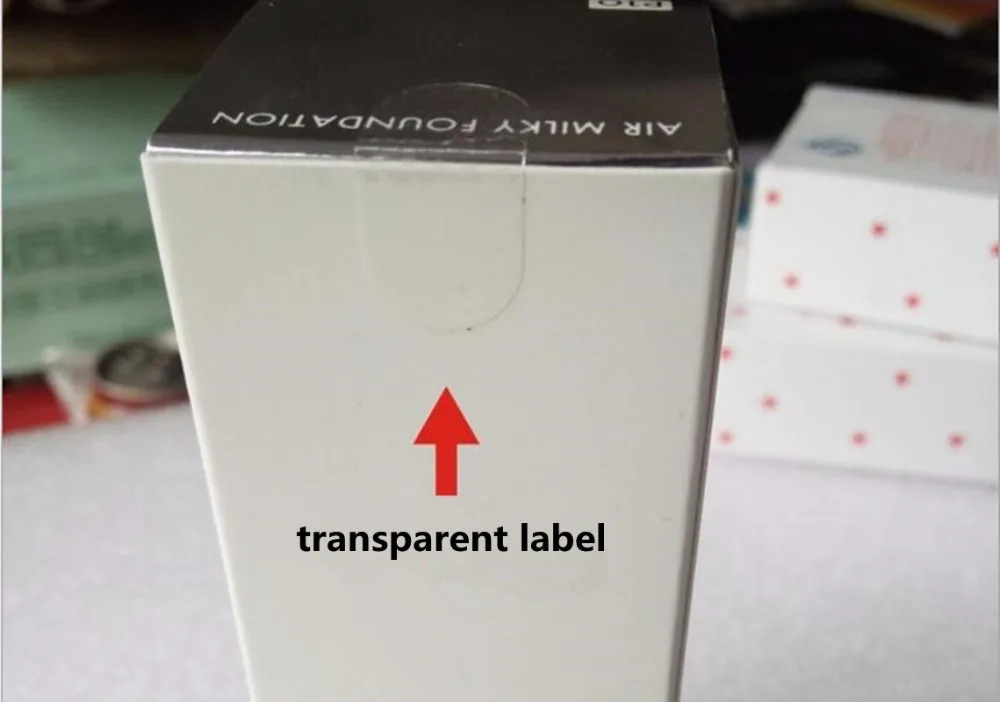 AIR MILKY FOUNDATION
transparent label